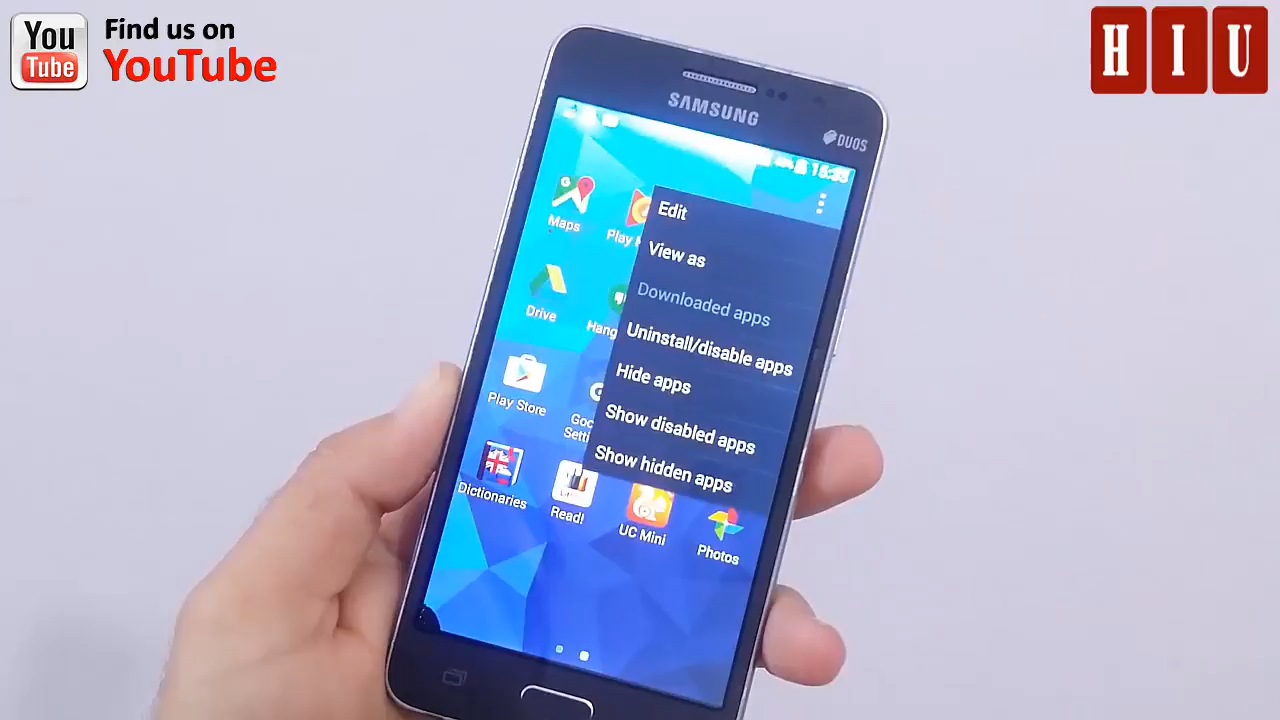 You
Tube
Find us on
YouTube
HIU
SAMSUNG
DUOS
Maps
Edit
View as
Downloaded apps
Uninstall/disable apps
Hide apps
Show disabled apps
Show hidden apps
Drive
Play Store
Dictionaries
Read!
UC Mini
Photos